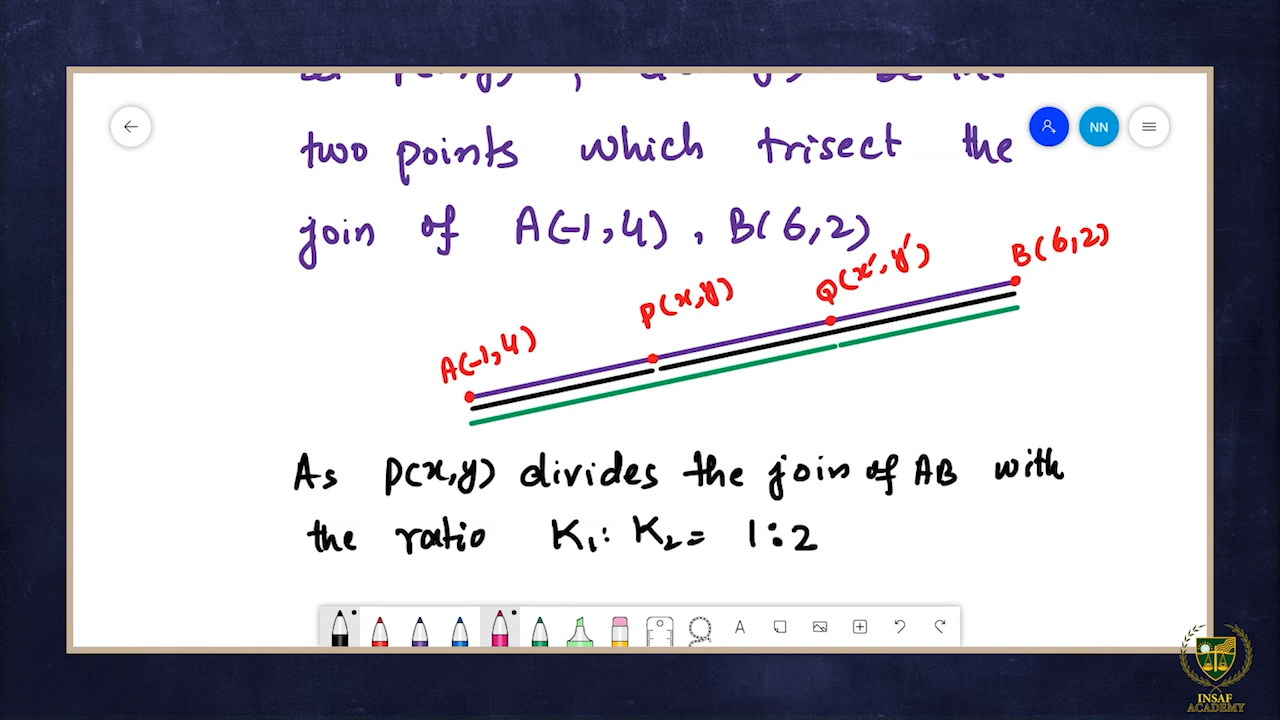 two points which trisect the
join of A(-1,4), B(6,2)
B(6,2)
Q(x',y')
P(x,y)
A(-1,4)
As P(x,y) divides the join of AB with
the ratio K₁: K₂= 1:2
NN
A
INSAF
ACADEMY